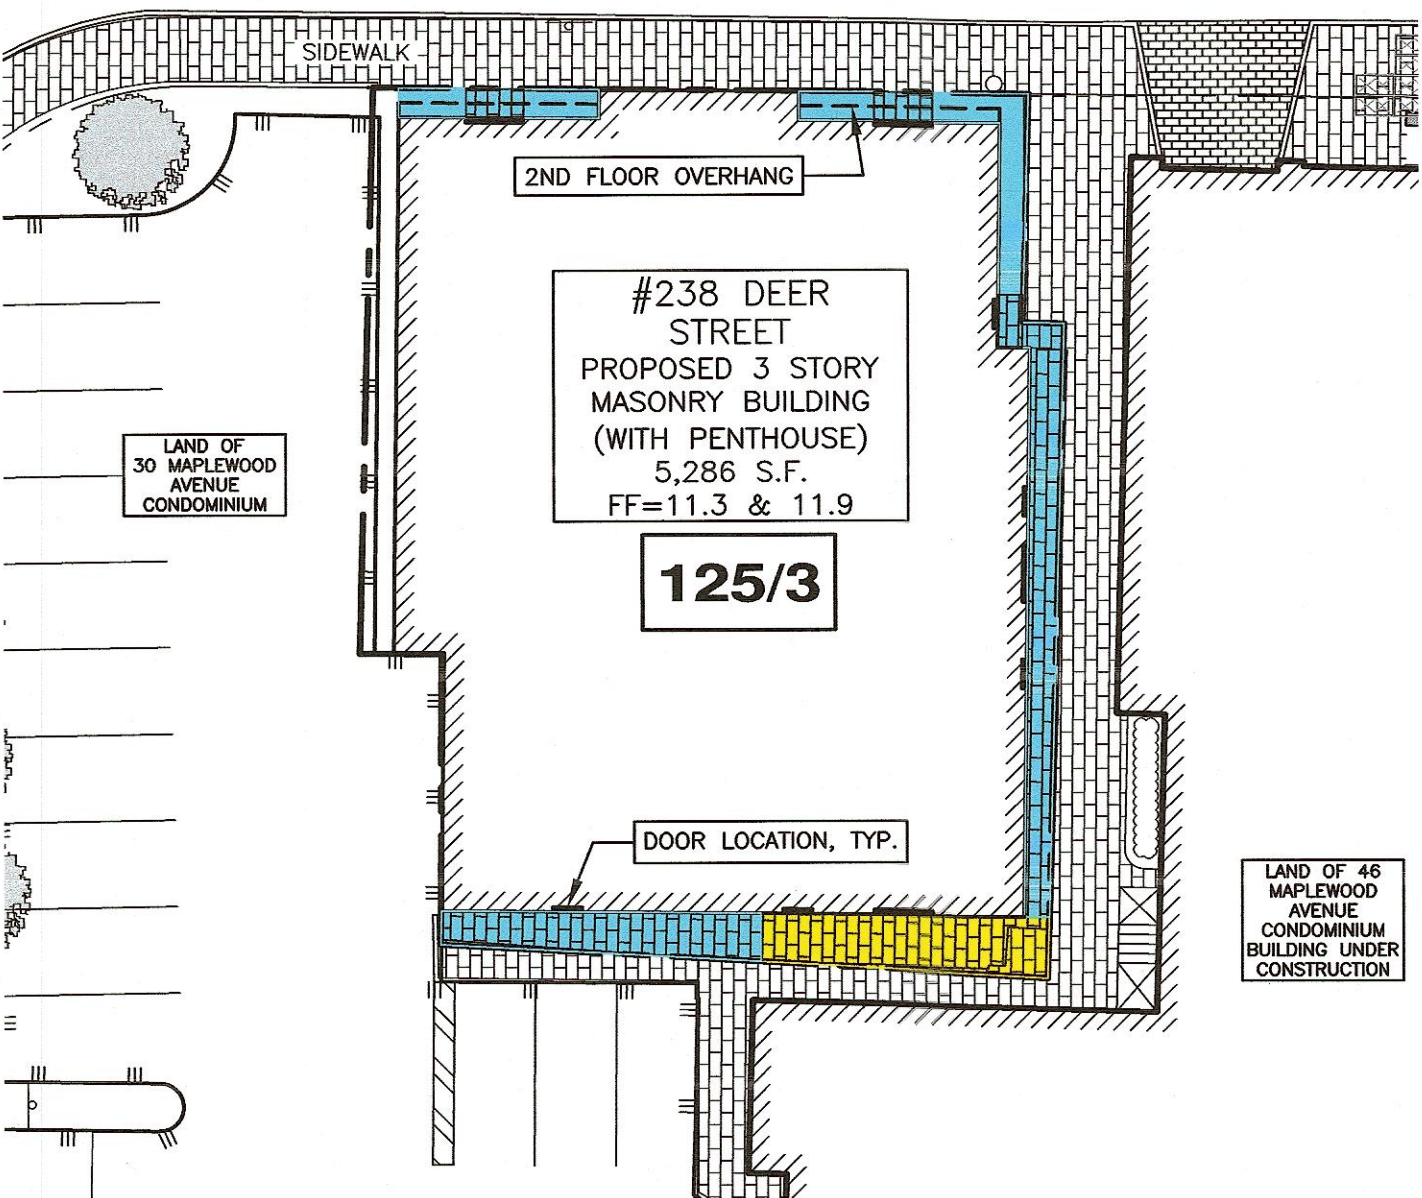 SIDEWALK
2ND FLOOR OVERHANG
#238 DEER
STREET
PROPOSED 3 STORY
MASONRY BUILDING
(WITH PENTHOUSE)
5,286 S.F.
FF=11.3 & 11.9
LAND OF
30 MAPLEWOOD
AVENUE
CONDOMINIUM
125/3
DOOR LOCATION, TYP.
LAND OF 46
MAPLEWOOD
AVENUE
CONDOMINIUM
BUILDING UNDER
CONSTRUCTION